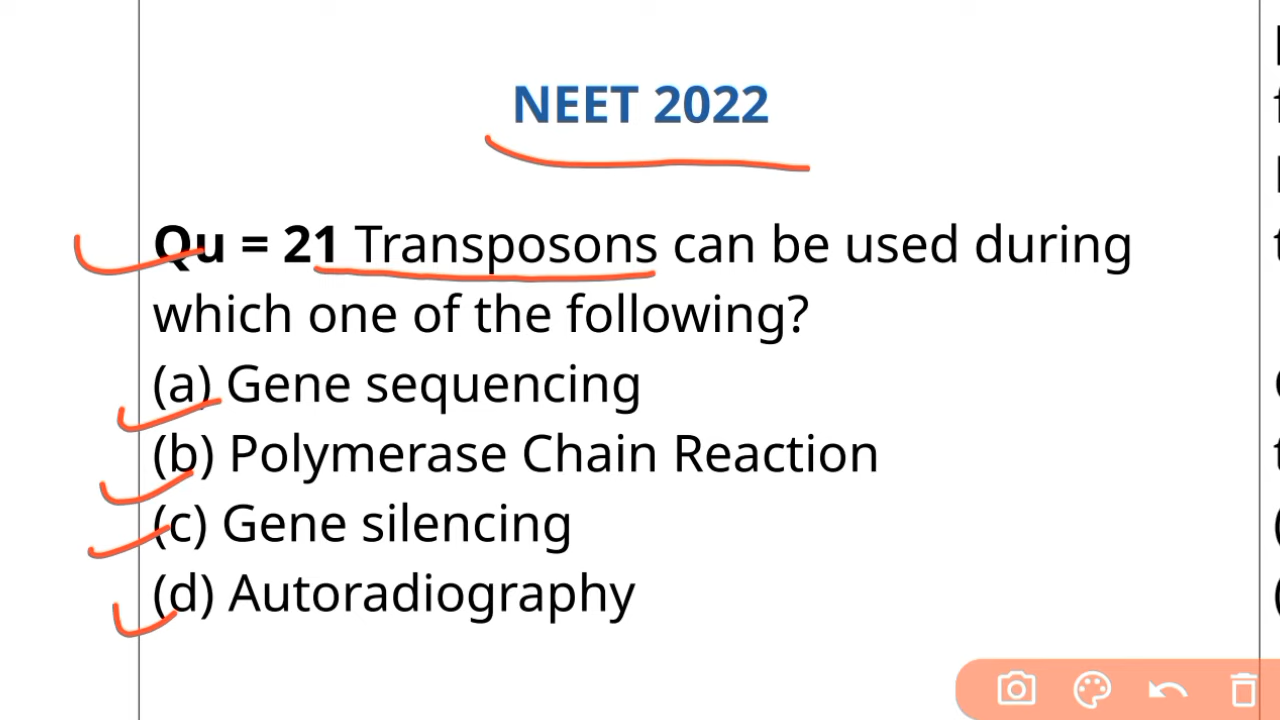 NEET 2022
Qu = 21 Transposons can be used during
which one of the following?
(a) Gene sequencing
(b) Polymerase Chain Reaction
(c) Gene silencing
(d) Autoradiography